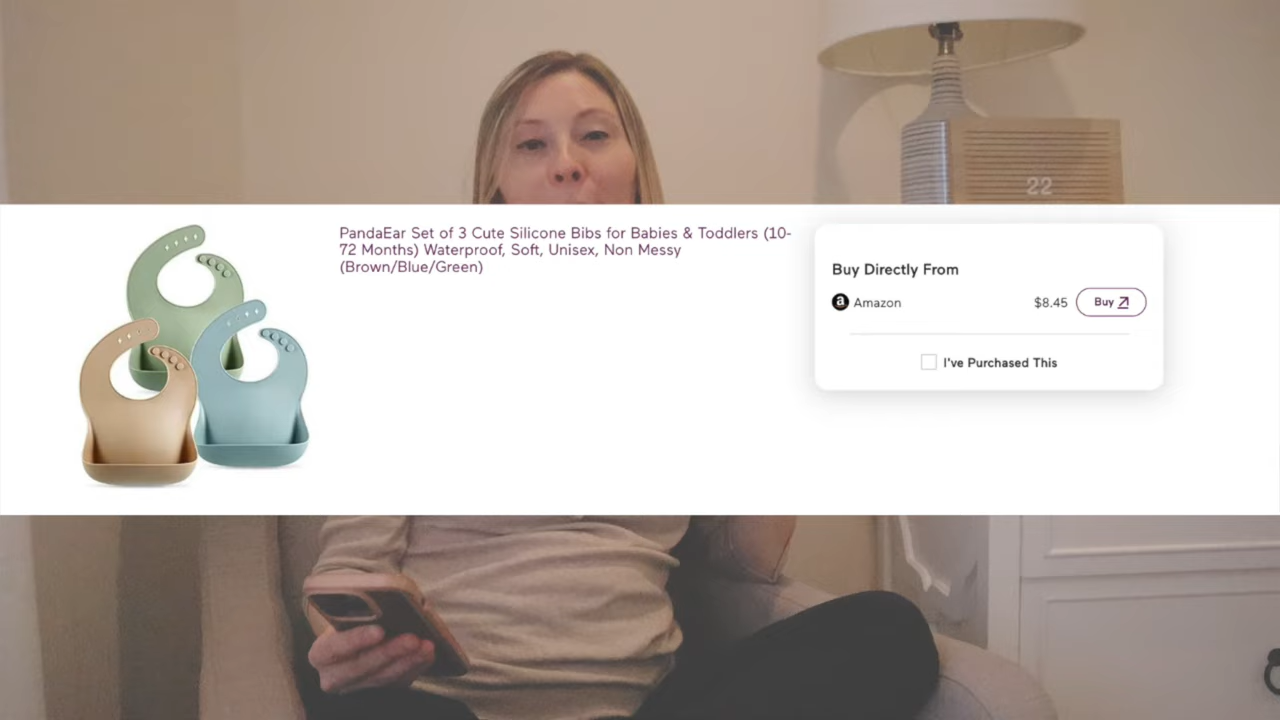 22
PandaEar Set of 3 Cute Silicone Bibs for Babies & Toddlers (10-
72 Months) Waterproof, Soft, Unisex, Non Messy
(Brown/Blue/Green)
Buy Directly From
a Amazon $8.45 Buy
I've Purchased This